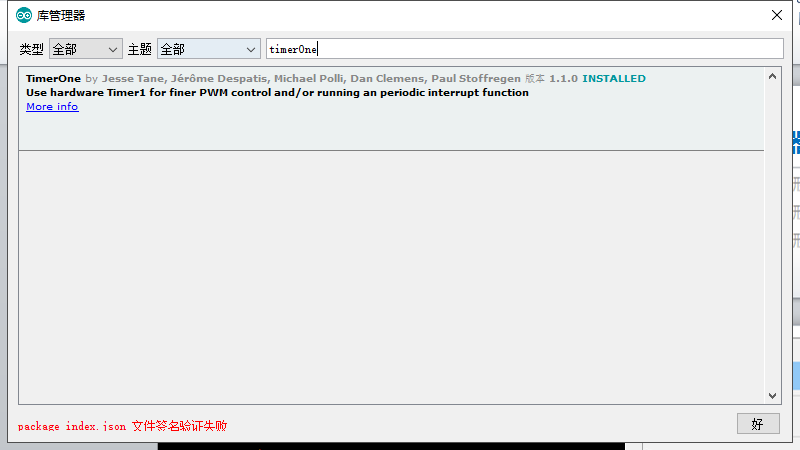 库管理器
类型 全部 主题 全部 timerOne
TimerOne by Jesse Tane, Jérôme Despatis, Michael Polli, Dan Clemens, Paul Stoffregen 版本 1.1.0 INSTALLED
Use hardware Timer1 for finer PWM control and/or running an periodic interrupt function
More info
package index.json 文件签名验证失败
好